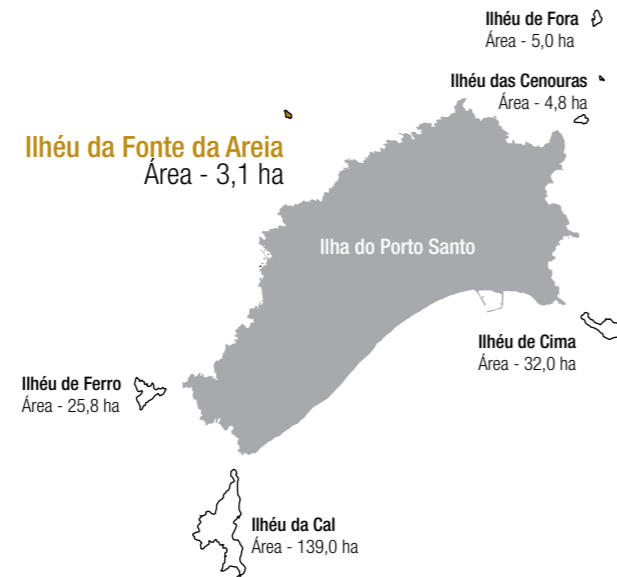 Ilhéu de Fora
Área - 5,0 ha
Ilhéu das Cenouras
Área - 4,8 ha
Ilhéu da Fonte da Areia
Área - 3,1 ha
Ilha do Porto Santo
Ilhéu de Cima
Área - 32,0 ha
Ilhéu de Ferro
Área - 25,8 ha
Ilhéu da Cal
Área - 139,0 ha